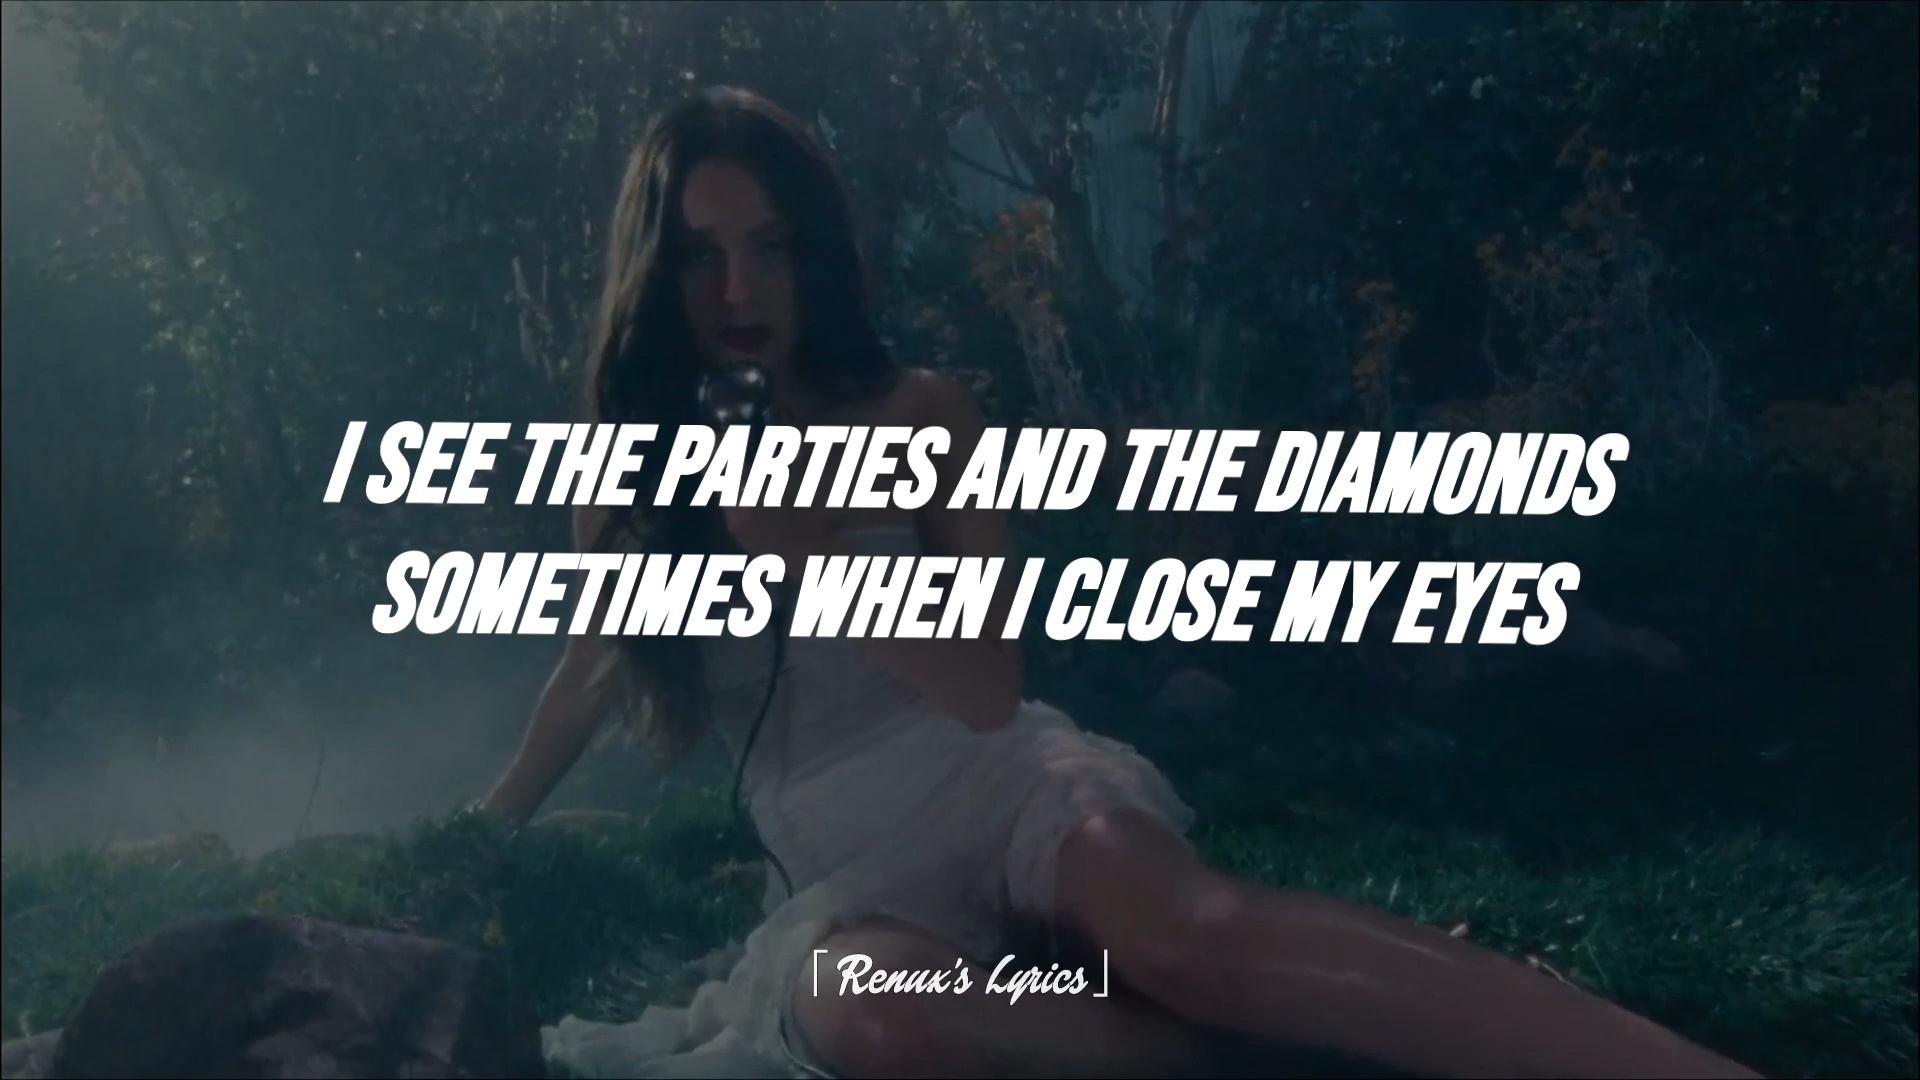 I SEE THE PARTIES AND THE DIAMONDS
SOMETIMES WHEN I CLOSE MY EYES
「Renux's Lyrics」